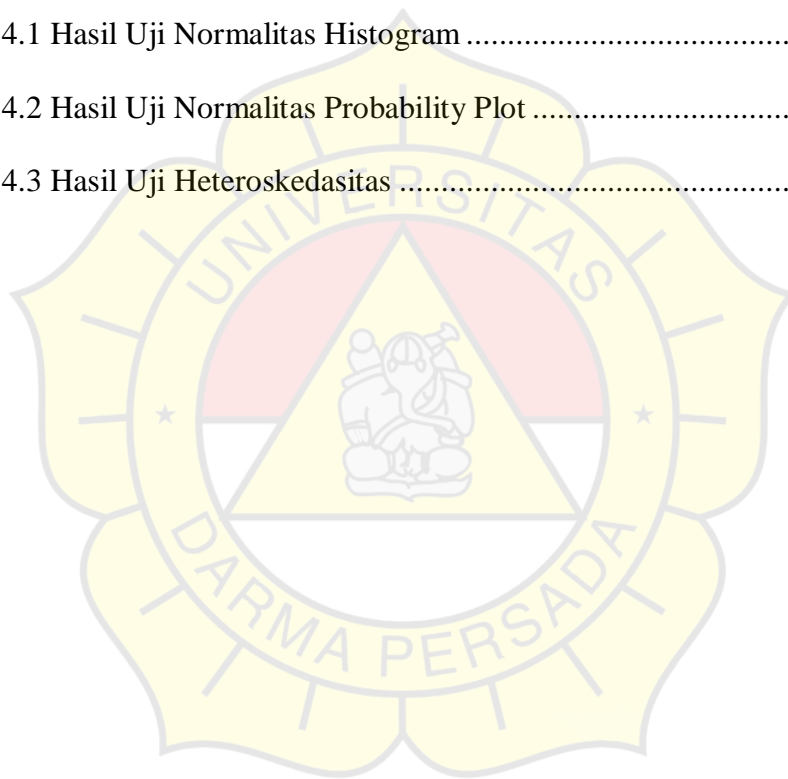 4.1 Hasil Uji Normalitas Histogram .......................................
4.2 Hasil Uji Normalitas Probability Plot ...............................
4.3 Hasil Uji Heteroskedasitas ...............................................
UNIVERSITAS
DARMA PERSADA